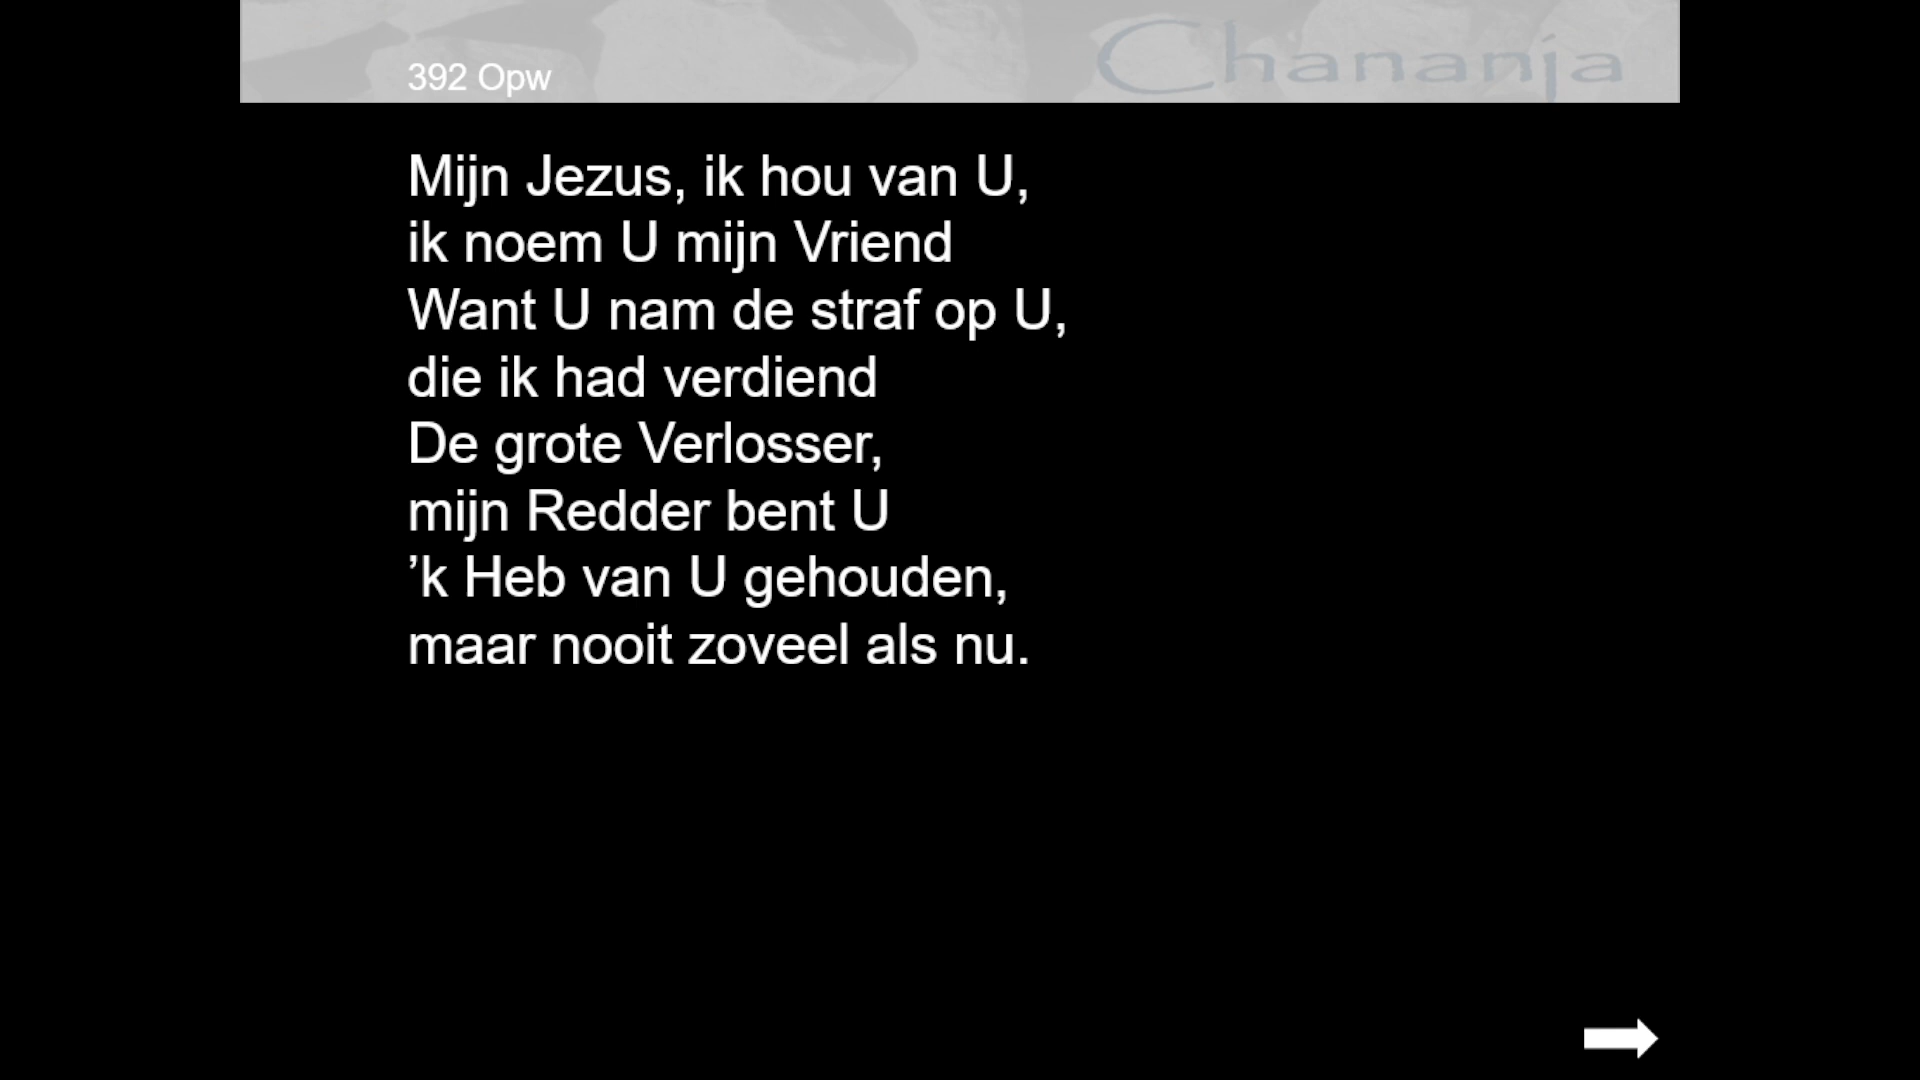 Chananja
392 Opw
Mijn Jezus, ik hou van U,
ik noem U mijn Vriend
Want U nam de straf op U,
die ik had verdiend
De grote Verlosser,
mijn Redder bent U
’k Heb van U gehouden,
maar nooit zoveel als nu.